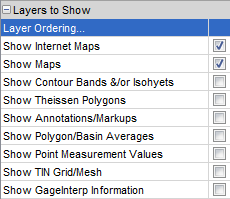 Layers to Show
Layer Ordering...
Show Internet Maps
Show Maps
Show Contour Bands &/or Isohyets
Show Theissen Polygons
Show Annotations/Markups
Show Polygon/Basin Averages
Show Point Measurement Values
Show TIN Grid/Mesh
Show GageInterp Information